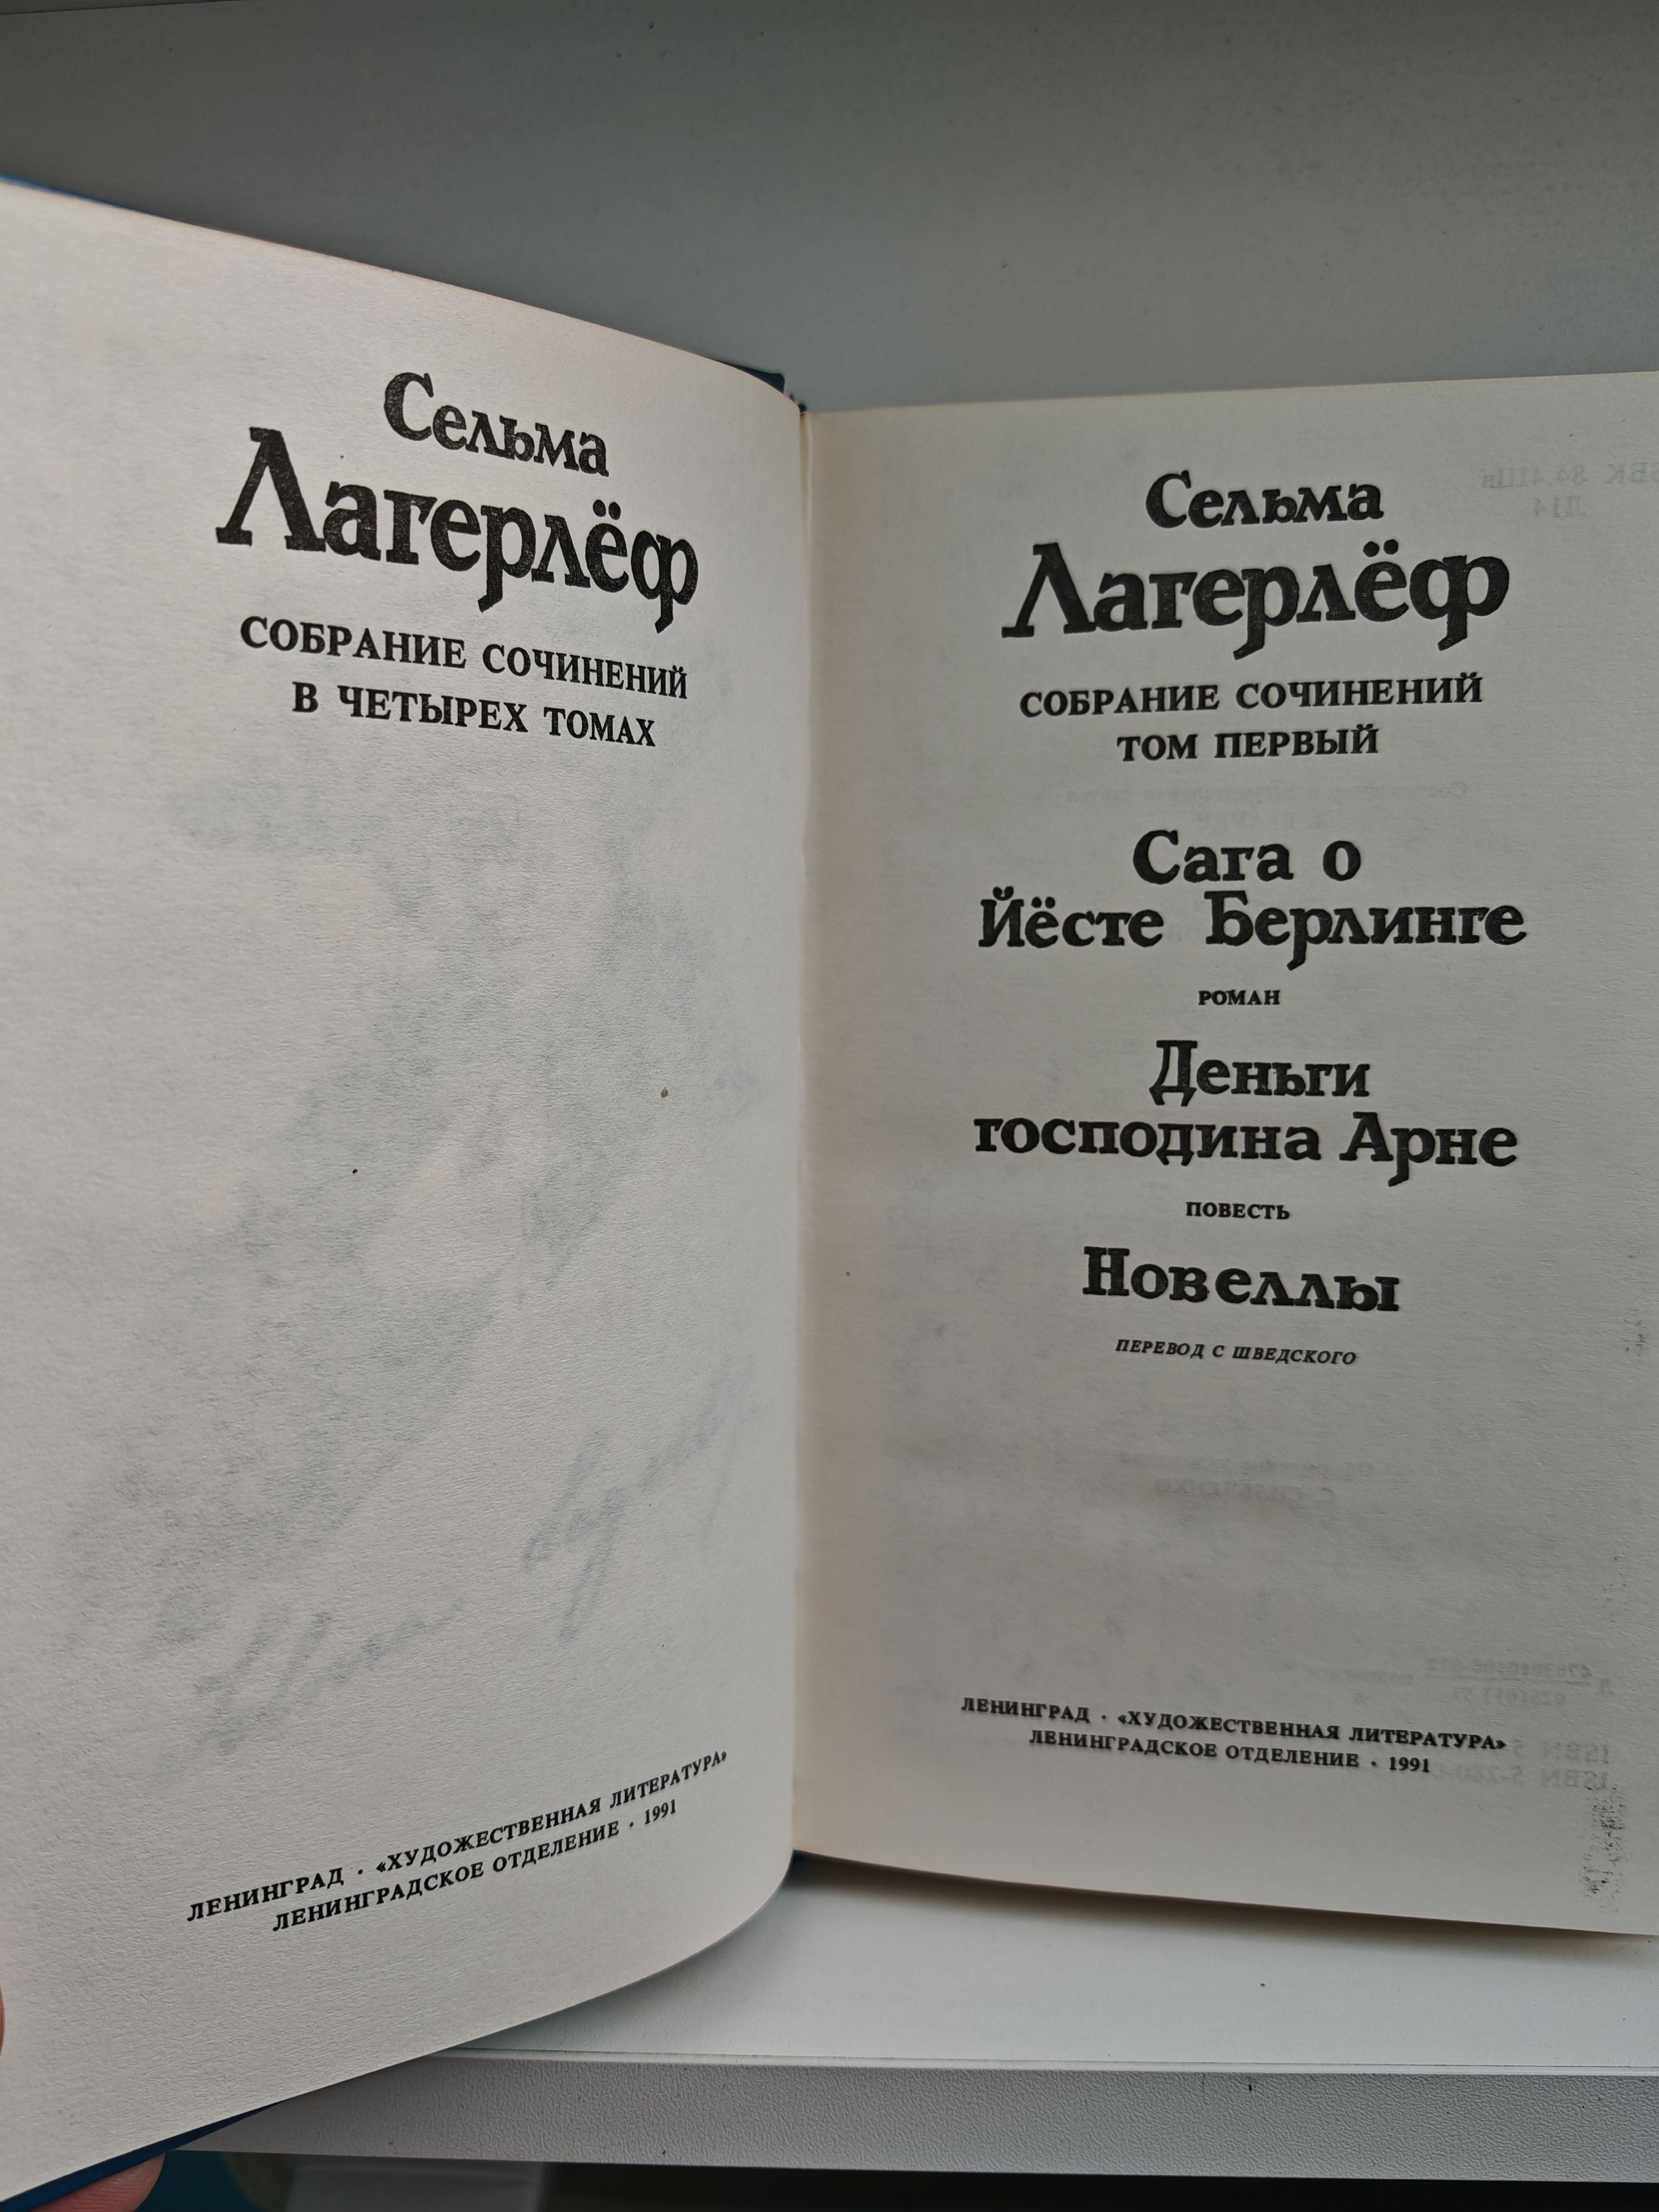 Сельма
Лагерлёф
СОБРАНИЕ СОЧИНЕНИЙ
В ЧЕТЫРЕХ ТОМАХ
ЛЕНИНГРАД · «ХУДОЖЕСТВЕННАЯ ЛИТЕРАТУРА»
ЛЕНИНГРАДСКОЕ ОТДЕЛЕНИЕ · 1991
Сельма
Лагерлёф
СОБРАНИЕ СОЧИНЕНИЙ
ТОМ ПЕРВЫЙ
Сага о
Йёсте Берлинге
РОМАН
Деньги
господина Арне
ПОВЕСТЬ
Новеллы
ПЕРЕВОД С ШВЕДСКОГО
ЛЕНИНГРАД · «ХУДОЖЕСТВЕННАЯ ЛИТЕРАТУРА»
ЛЕНИНГРАДСКОЕ ОТДЕЛЕНИЕ · 1991